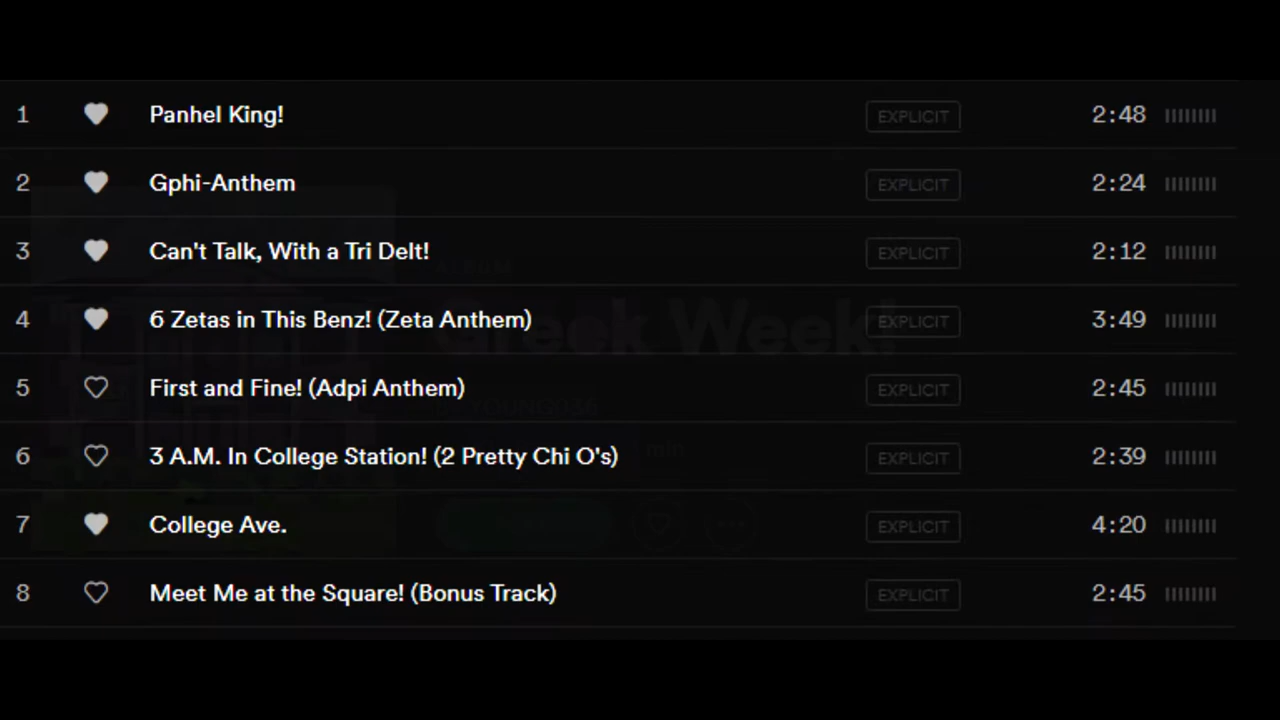 1 Panhel King! EXPLICIT 2:48
2 Gphi-Anthem EXPLICIT 2:24
ALBUM
3 Can't Talk, With a Tri Delt! EXPLICIT 2:12
Greek Week!
4 6 Zetas in This Benz! (Zeta Anthem) EXPLICIT 3:49
5 First and Fine! (Adpi Anthem) EXPLICIT 2:45
6 3 A.M. In College Station! (2 Pretty Chi O's) EXPLICIT 2:39
7 College Ave. EXPLICIT 4:20
8 Meet Me at the Square! (Bonus Track) EXPLICIT 2:45